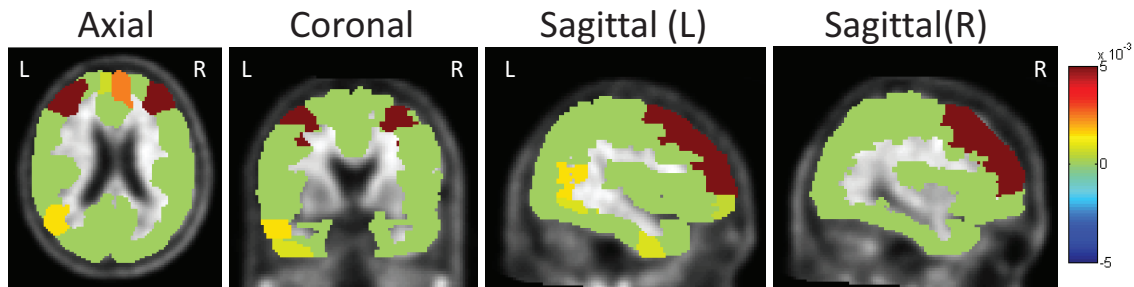 Axial Coronal Sagittal (L) Sagittal(R)
L R L R L R
x 10⁻³
5
0
-5